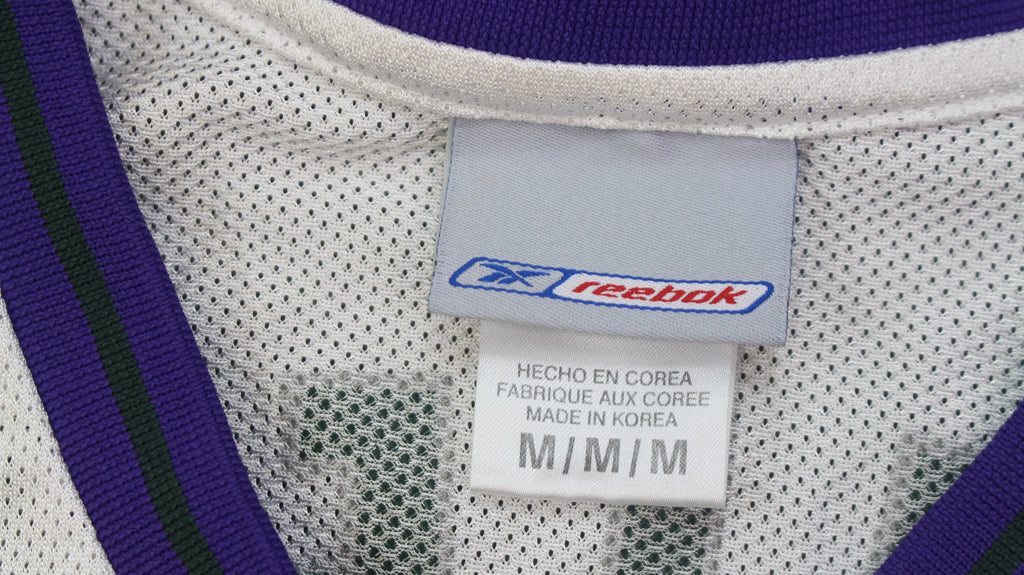 reebok
HECHO EN COREA
FABRIQUE AUX COREE
MADE IN KOREA
M/M/M